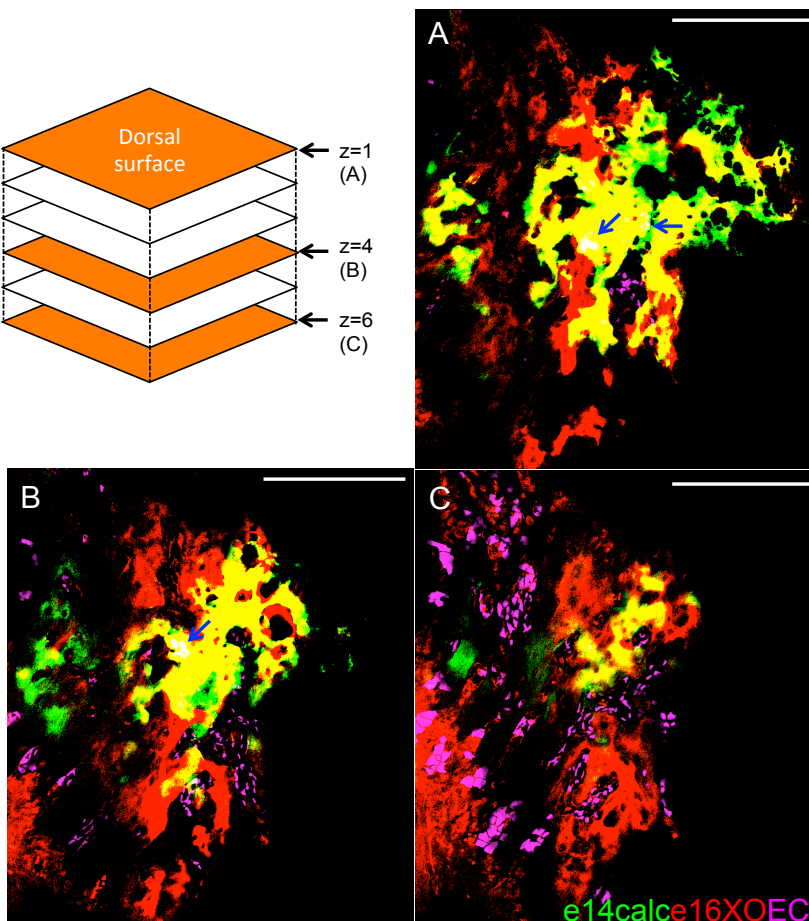 Dorsal
surface
z=1
(A)
z=4
(B)
z=6
(C)
A
B
C
e14calce16XOEC